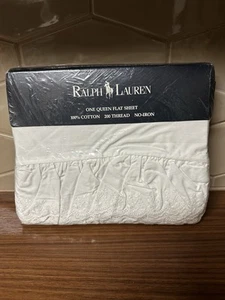 RALPH LAUREN
ONE QUEEN FLAT SHEET
100% COTTON 200 THREAD NO-IRON